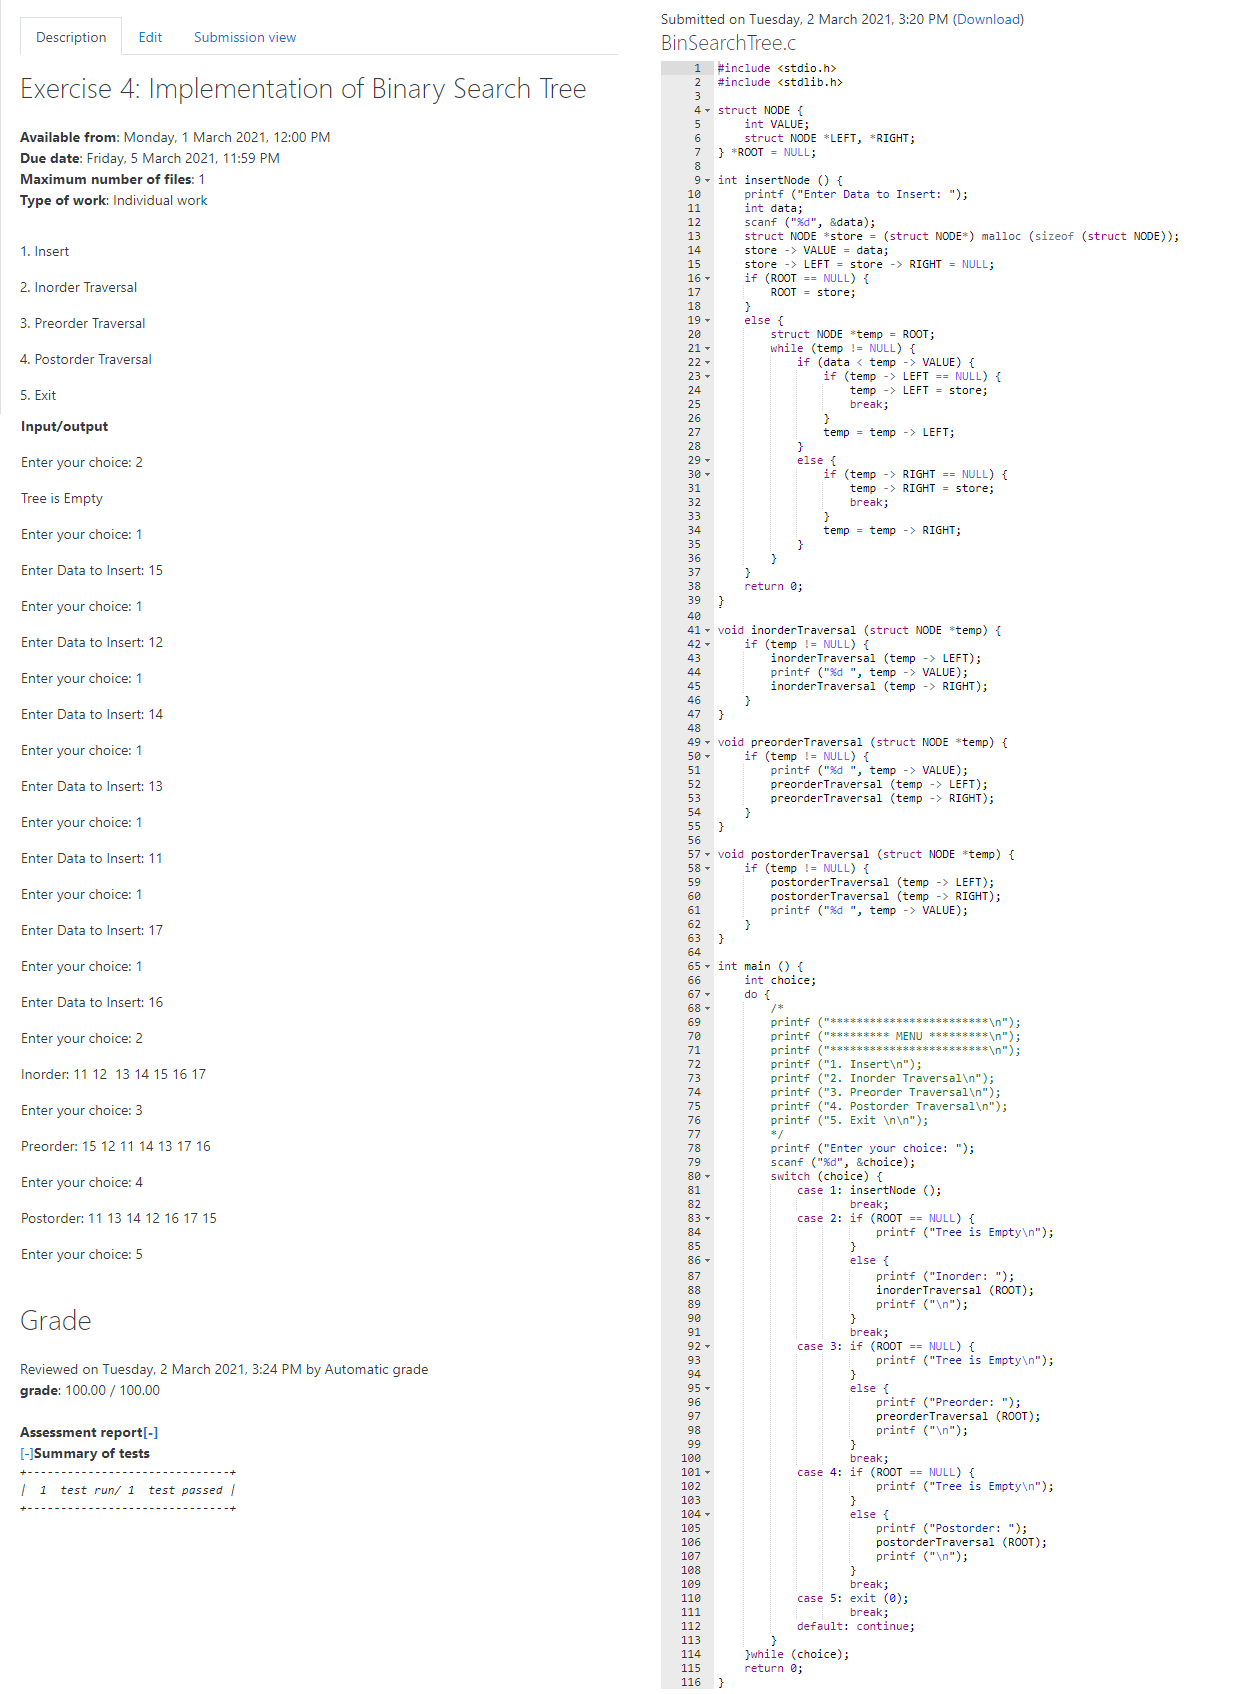 Description Edit Submission view
Exercise 4: Implementation of Binary Search Tree
Available from: Monday, 1 March 2021, 12:00 PM
Due date: Friday, 5 March 2021, 11:59 PM
Maximum number of files: 1
Type of work: Individual work
1. Insert
2. Inorder Traversal
3. Preorder Traversal
4. Postorder Traversal
5. Exit
Input/output
Enter your choice: 2
Tree is Empty
Enter your choice: 1
Enter Data to Insert: 15
Enter your choice: 1
Enter Data to Insert: 12
Enter your choice: 1
Enter Data to Insert: 14
Enter your choice: 1
Enter Data to Insert: 13
Enter your choice: 1
Enter Data to Insert: 11
Enter your choice: 1
Enter Data to Insert: 17
Enter your choice: 1
Enter Data to Insert: 16
Enter your choice: 2
Inorder: 11 12  13 14 15 16 17
Enter your choice: 3
Preorder: 15 12 11 14 13 17 16
Enter your choice: 4
Postorder: 11 13 14 12 16 17 15
Enter your choice: 5
Grade
Reviewed on Tuesday, 2 March 2021, 3:24 PM by Automatic grade
grade: 100.00 / 100.00
Assessment report[-]
[-]Summary of tests
+------------------------------+
|  1  test run/ 1  test passed |
+------------------------------+
Submitted on Tuesday, 2 March 2021, 3:20 PM (Download)
BinSearchTree.c
1 #include <stdio.h>
2 #include <stdlib.h>
3
4 struct NODE {
5     int VALUE;
6     struct NODE *LEFT, *RIGHT;
7 } *ROOT = NULL;
8
9 int insertNode () {
10     printf ("Enter Data to Insert: ");
11     int data;
12     scanf ("%d", &data);
13     struct NODE *store = (struct NODE*) malloc (sizeof (struct NODE));
14     store -> VALUE = data;
15     store -> LEFT = store -> RIGHT = NULL;
16     if (ROOT == NULL) {
17         ROOT = store;
18     }
19     else {
20         struct NODE *temp = ROOT;
21         while (temp != NULL) {
22             if (data < temp -> VALUE) {
23                 if (temp -> LEFT == NULL) {
24                     temp -> LEFT = store;
25                     break;
26                 }
27                 temp = temp -> LEFT;
28             }
29             else {
30                 if (temp -> RIGHT == NULL) {
31                     temp -> RIGHT = store;
32                     break;
33                 }
34                 temp = temp -> RIGHT;
35             }
36         }
37     }
38     return 0;
39 }
40
41 void inorderTraversal (struct NODE *temp) {
42     if (temp != NULL) {
43         inorderTraversal (temp -> LEFT);
44         printf ("%d ", temp -> VALUE);
45         inorderTraversal (temp -> RIGHT);
46     }
47 }
48
49 void preorderTraversal (struct NODE *temp) {
50     if (temp != NULL) {
51         printf ("%d ", temp -> VALUE);
52         preorderTraversal (temp -> LEFT);
53         preorderTraversal (temp -> RIGHT);
54     }
55 }
56
57 void postorderTraversal (struct NODE *temp) {
58     if (temp != NULL) {
59         postorderTraversal (temp -> LEFT);
60         postorderTraversal (temp -> RIGHT);
61         printf ("%d ", temp -> VALUE);
62     }
63 }
64
65 int main () {
66     int choice;
67     do {
68         /*
69         printf ("************************\n");
70         printf ("********* MENU *********\n");
71         printf ("************************\n");
72         printf ("1. Insert\n");
73         printf ("2. Inorder Traversal\n");
74         printf ("3. Preorder Traversal\n");
75         printf ("4. Postorder Traversal\n");
76         printf ("5. Exit \n\n");
77         */
78         printf ("Enter your choice: ");
79         scanf ("%d", &choice);
80         switch (choice) {
81             case 1: insertNode ();
82                     break;
83             case 2: if (ROOT == NULL) {
84                         printf ("Tree is Empty\n");
85                     }
86                     else {
87                         printf ("Inorder: ");
88                         inorderTraversal (ROOT);
89                         printf ("\n");
90                     }
91                     break;
92             case 3: if (ROOT == NULL) {
93                         printf ("Tree is Empty\n");
94                     }
95                     else {
96                         printf ("Preorder: ");
97                         preorderTraversal (ROOT);
98                         printf ("\n");
99                     }
100                     break;
101             case 4: if (ROOT == NULL) {
102                         printf ("Tree is Empty\n");
103                     }
104                     else {
105                         printf ("Postorder: ");
106                         postorderTraversal (ROOT);
107                         printf ("\n");
108                     }
109                     break;
110             case 5: exit (0);
111                     break;
112             default: continue;
113         }
114     }while (choice);
115     return 0;
116 }